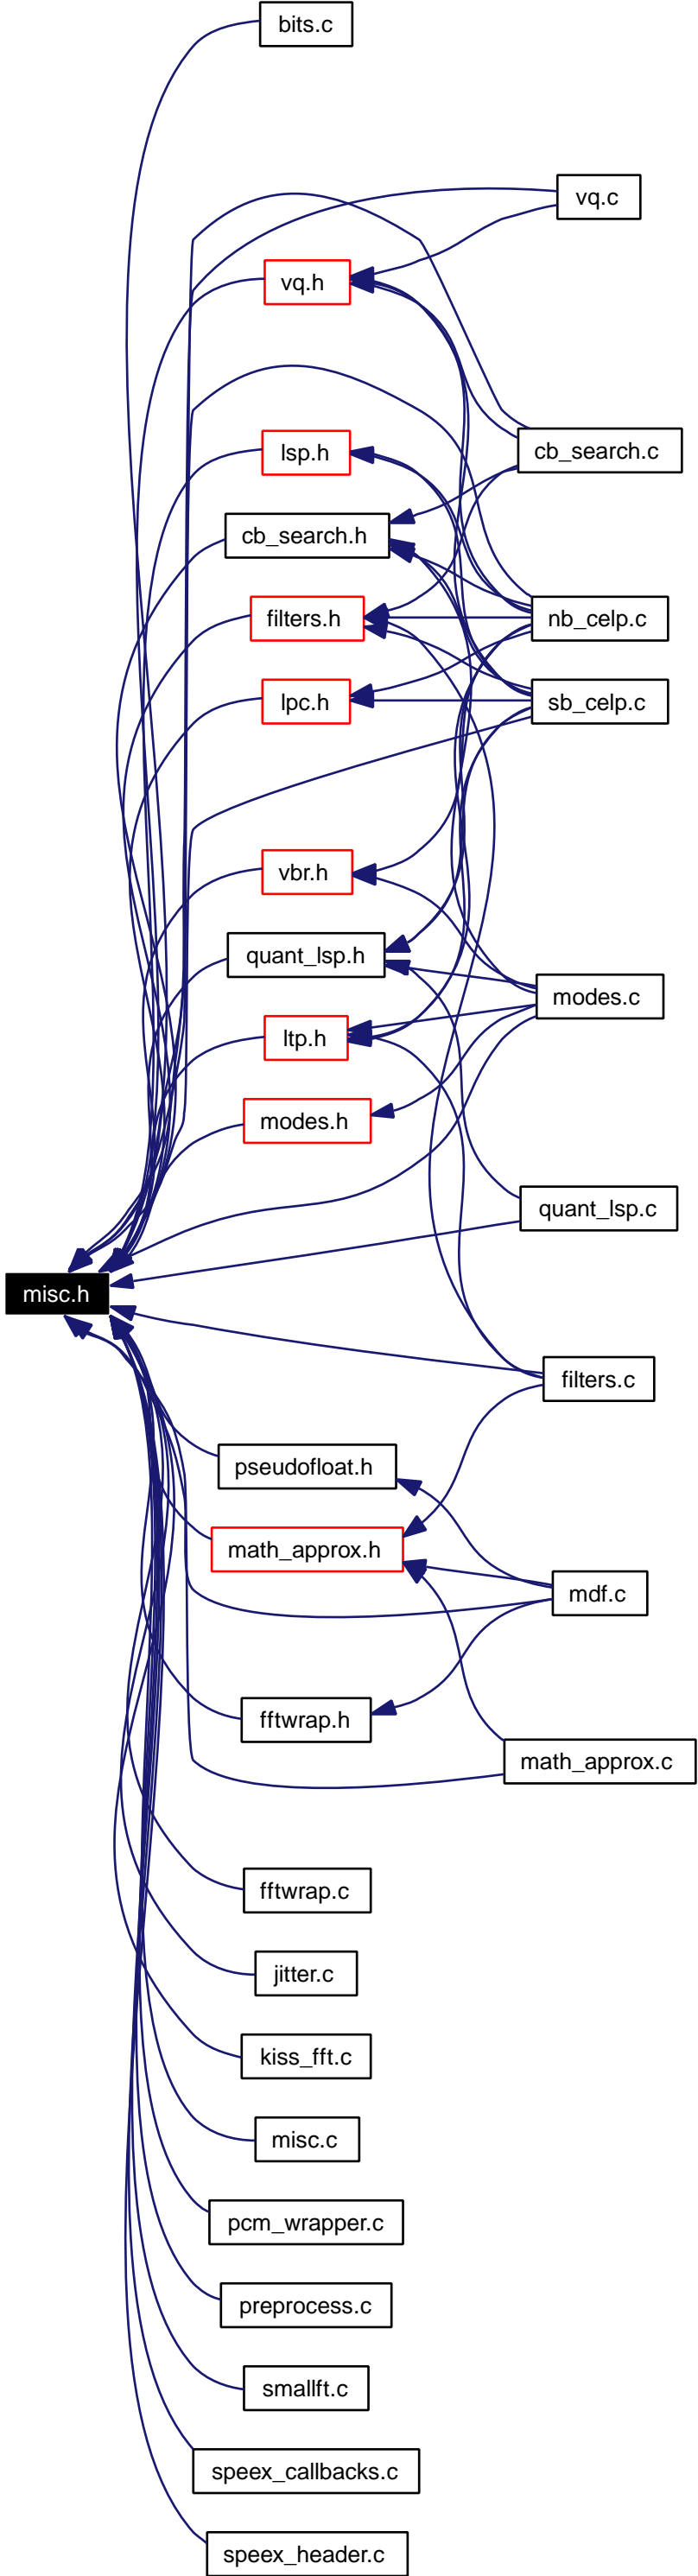 bits.c
vq.c
vq.h
cb_search.c
lsp.h
cb_search.h
filters.h
nb_celp.c
lpc.h
sb_celp.c
vbr.h
quant_lsp.h
modes.c
ltp.h
modes.h
quant_lsp.c
misc.h
filters.c
pseudofloat.h
math_approx.h
mdf.c
fftwrap.h
math_approx.c
fftwrap.c
jitter.c
kiss_fft.c
misc.c
pcm_wrapper.c
preprocess.c
smallft.c
speex_callbacks.c
speex_header.c